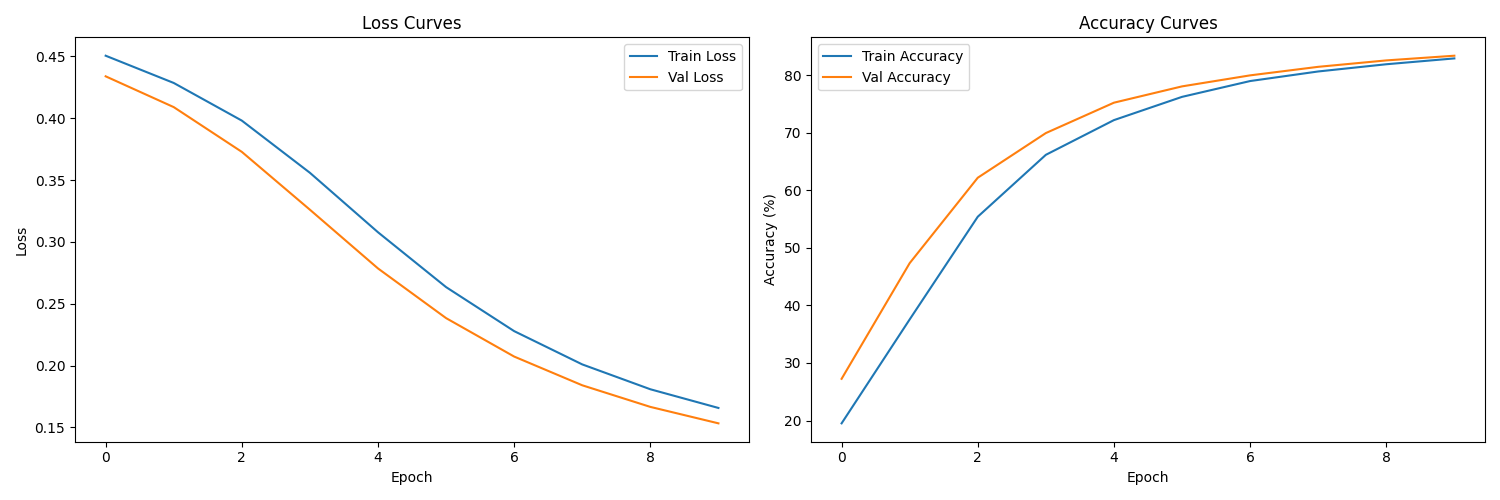 Loss Curves
Train Loss
Val Loss
0.45
0.40
0.35
0.30
0.25
0.20
0.15
Loss
0 2 4 6 8
Epoch
Accuracy Curves
Train Accuracy
Val Accuracy
80
70
60
50
40
30
20
Accuracy (%)
0 2 4 6 8
Epoch